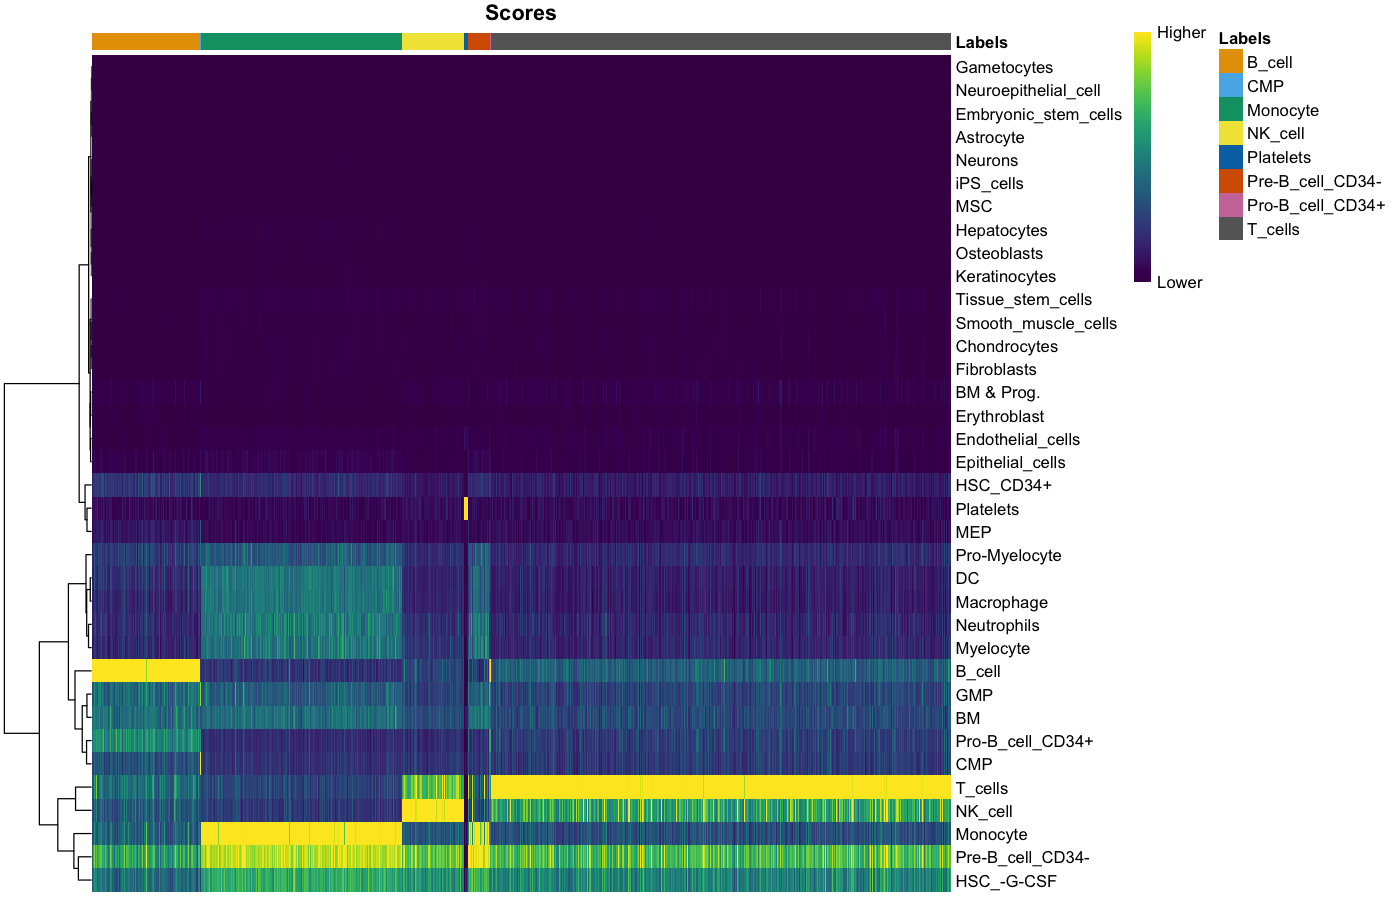 Scores
Labels
Gametocytes
Neuroepithelial_cell
Embryonic_stem_cells
Astrocyte
Neurons
iPS_cells
MSC
Hepatocytes
Osteoblasts
Keratinocytes
Tissue_stem_cells
Smooth_muscle_cells
Chondrocytes
Fibroblasts
BM & Prog.
Erythroblast
Endothelial_cells
Epithelial_cells
HSC_CD34+
Platelets
MEP
Pro-Myelocyte
DC
Macrophage
Neutrophils
Myelocyte
B_cell
GMP
BM
Pro-B_cell_CD34+
CMP
T_cells
NK_cell
Monocyte
Pre-B_cell_CD34-
HSC_-G-CSF
Higher
Lower
Labels
B_cell
CMP
Monocyte
NK_cell
Platelets
Pre-B_cell_CD34-
Pro-B_cell_CD34+
T_cells